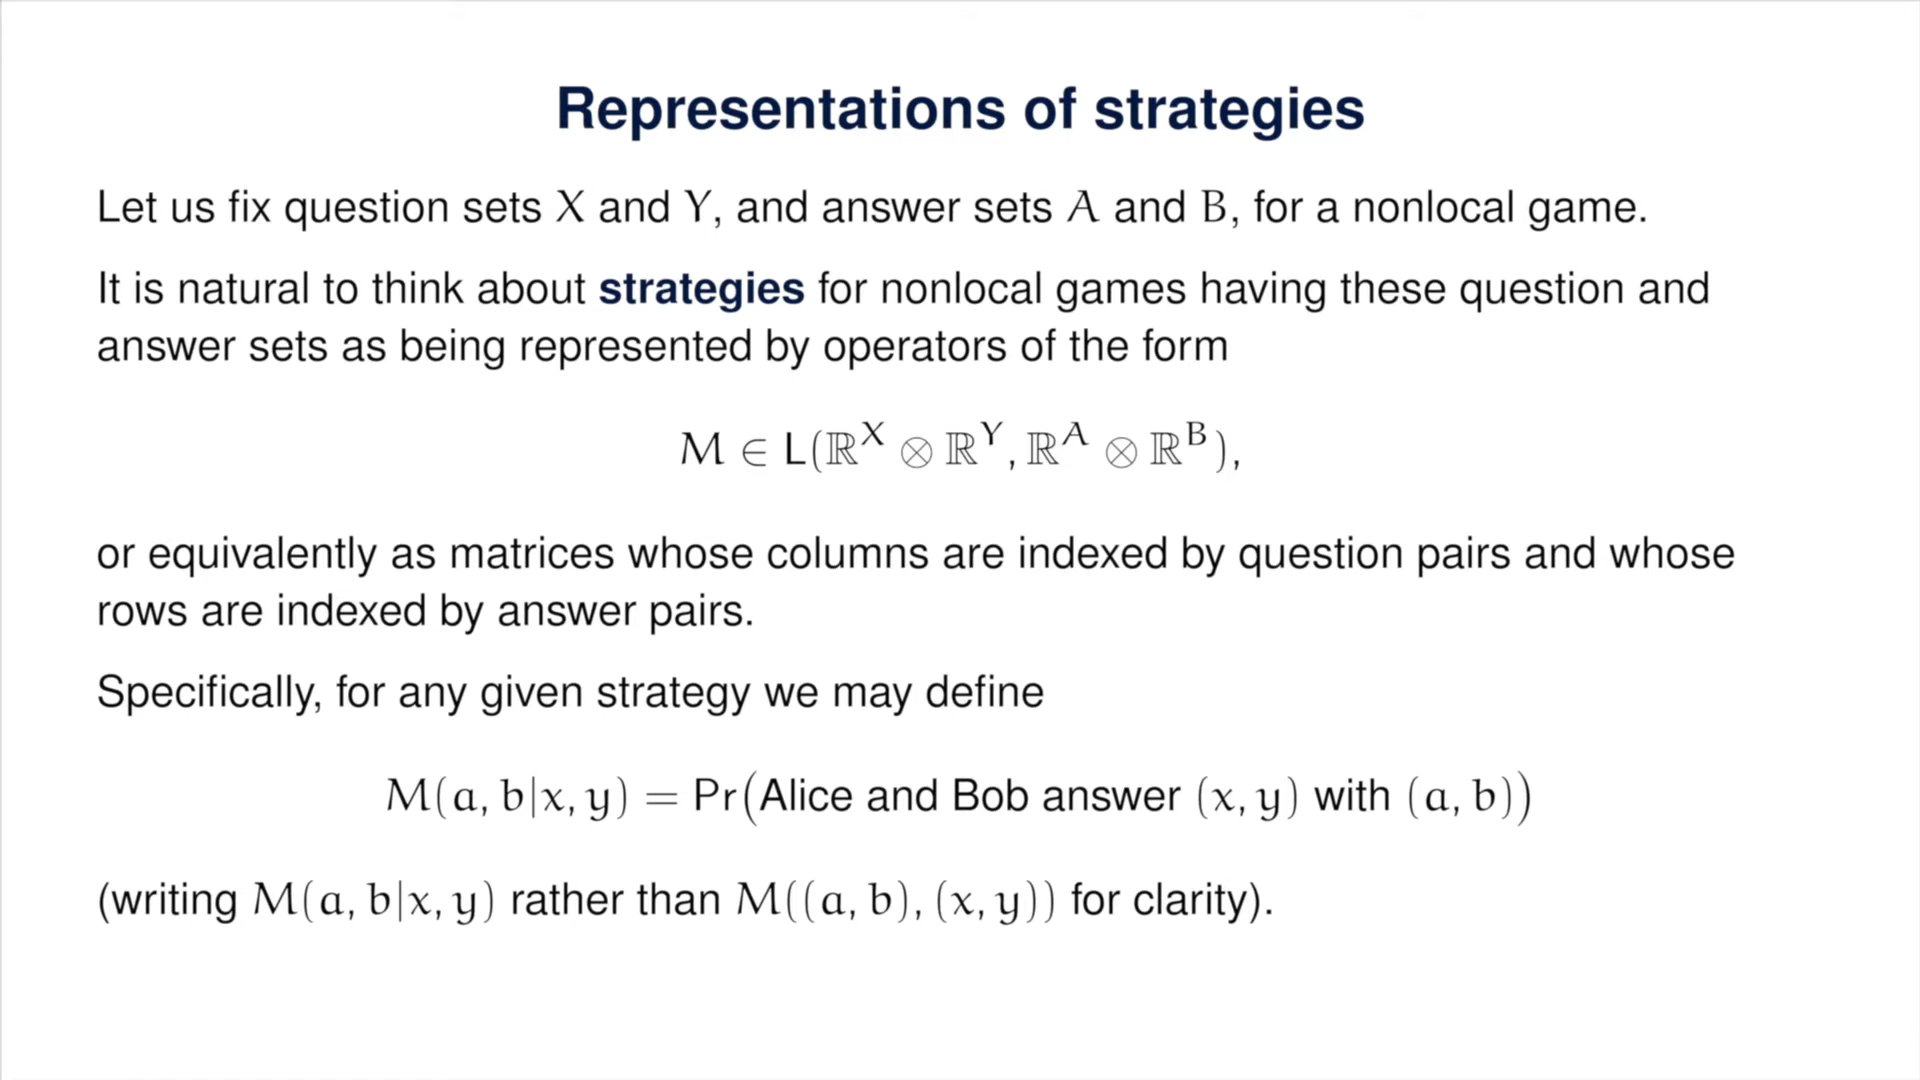 Representations of strategies
Let us fix question sets X and Y, and answer sets A and B, for a nonlocal game.
It is natural to think about strategies for nonlocal games having these question and
answer sets as being represented by operators of the form
M ∈ L(ℝ^X ⊗ ℝ^Y, ℝ^A ⊗ ℝ^B),
or equivalently as matrices whose columns are indexed by question pairs and whose
rows are indexed by answer pairs.
Specifically, for any given strategy we may define
M(a, b|x, y) = Pr(Alice and Bob answer (x, y) with (a, b))
(writing M(a, b|x, y) rather than M((a, b), (x, y)) for clarity).